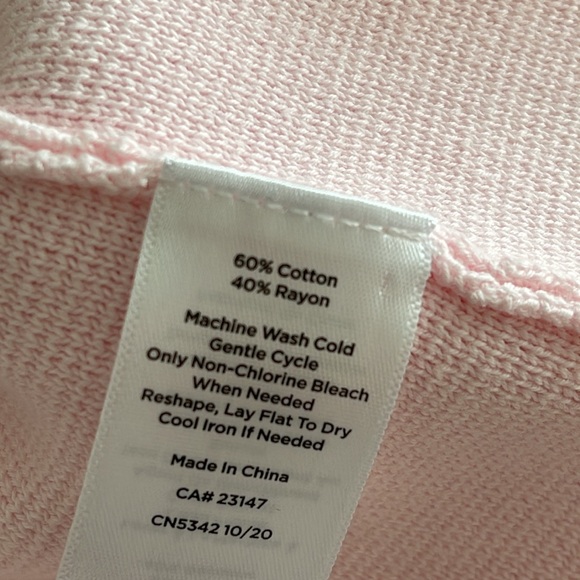 60% Cotton
40% Rayon
Machine Wash Cold
Gentle Cycle
Only Non-Chlorine Bleach
When Needed
Reshape, Lay Flat To Dry
Cool Iron If Needed
Made In China
CA# 23147
CN5342 10/20